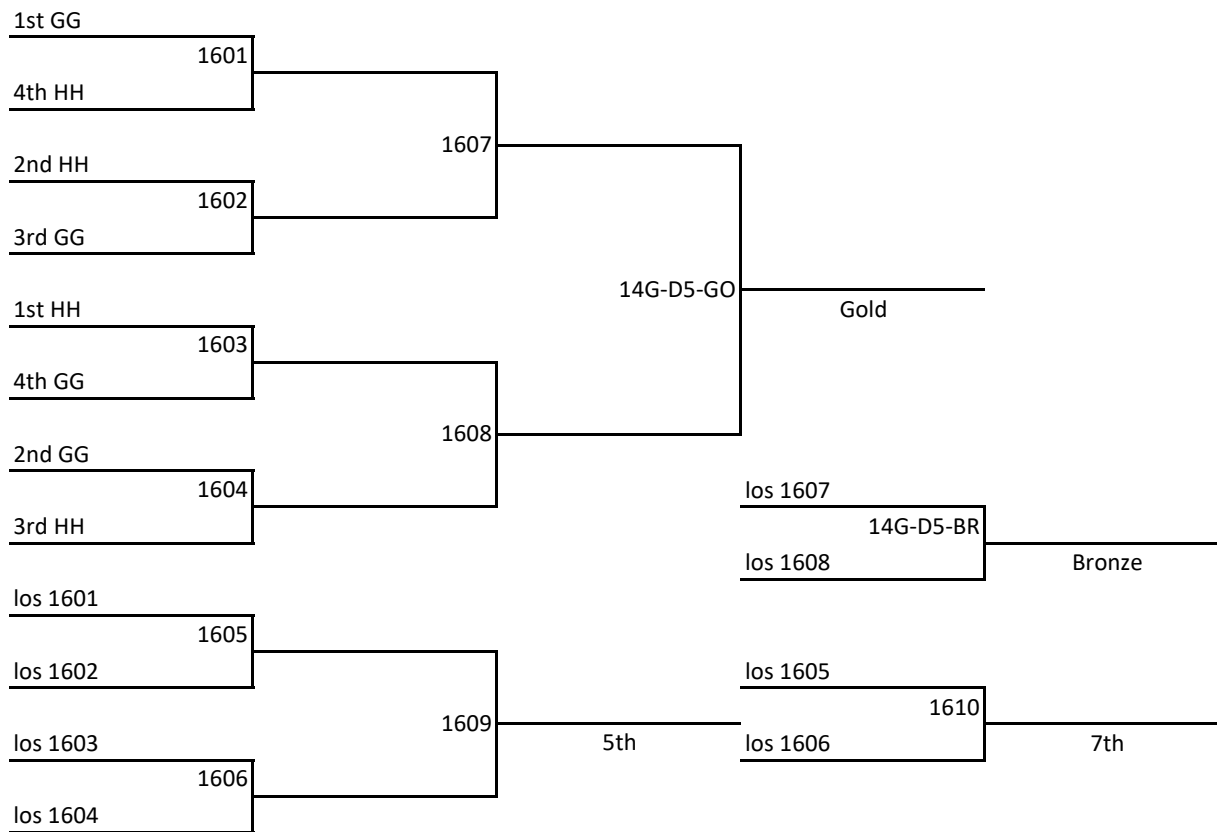 1st GG
1601
4th HH
1607
2nd HH
1602
3rd GG
14G-D5-GO
Gold
1st HH
1603
4th GG
1608
2nd GG
1604
3rd HH
los 1607
14G-D5-BR
los 1608
Bronze
los 1601
1605
los 1602
1609
5th
los 1603
1606
los 1604
los 1605
1610
los 1606
7th